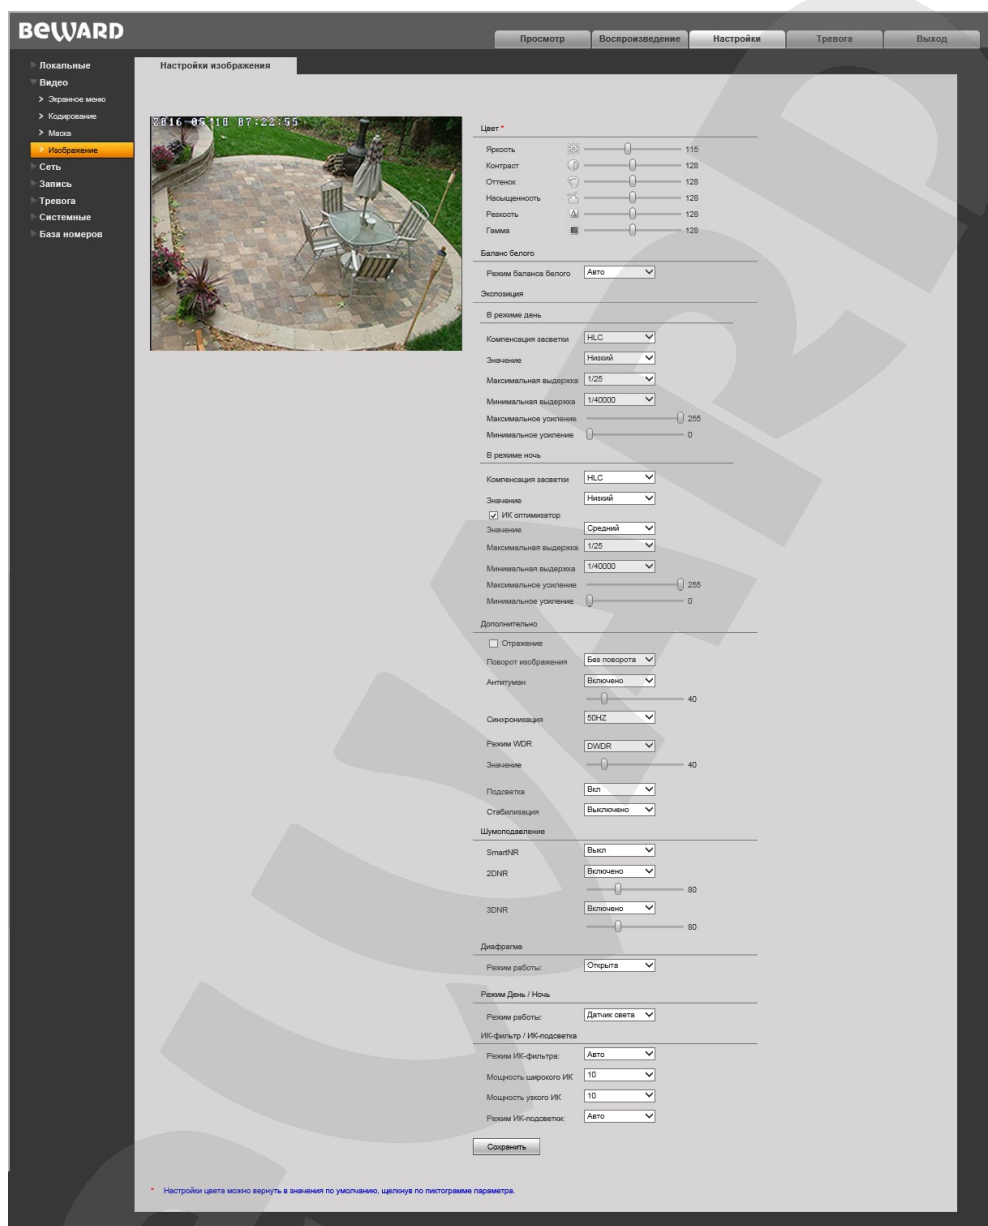 BEWARD
Просмотр Воспроизведение Настройки Тревога Выход
Локальные
Видео
Экранное меню
Кодирование
Маска
Изображение
Сеть
Запись
Тревога
Системные
База номеров
Настройки изображения
2016-05-10 07:22:55
Цвет *
Яркость 115
Контраст 128
Оттенок 128
Насыщенность 128
Резкость 128
Гамма 128
Баланс белого
Режим баланса белого Авто
Экспозиция
В режиме день
Компенсация засветки HLC
Значение Низкий
Максимальная выдержка 1/25
Минимальная выдержка 1/40000
Максимальное усиление 255
Минимальное усиление 0
В режиме ночь
Компенсация засветки HLC
Значение Низкий
ИК оптимизатор
Значение Средний
Максимальная выдержка 1/25
Минимальная выдержка 1/40000
Максимальное усиление 255
Минимальное усиление 0
Дополнительно
Отражение
Поворот изображения Без поворота
Антитуман Включено
40
Синхронизация 50HZ
Режим WDR DWDR
Значение 40
Подсветка Вкл
Стабилизация Выключено
Шумоподавление
SmartNR Выкл
2DNR Включено
80
3DNR Включено
80
Диафрагма
Режим работы: Открыта
Режим День / Ночь
Режим работы: Датчик света
ИК-фильтр / ИК-подсветка
Режим ИК-фильтра: Авто
Мощность широкого ИК 10
Мощность узкого ИК 10
Режим ИК-подсветки: Авто
Сохранить
* Настройки цвета можно вернуть в значения по умолчанию, щелкнув по пиктограмме параметра.